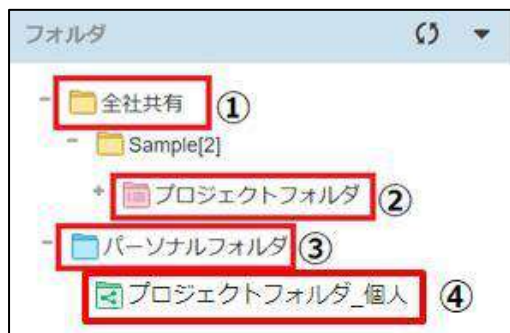 フォルダ
全社共有 ①
Sample[2]
プロジェクトフォルダ ②
パーソナルフォルダ ③
プロジェクトフォルダ_個人 ④